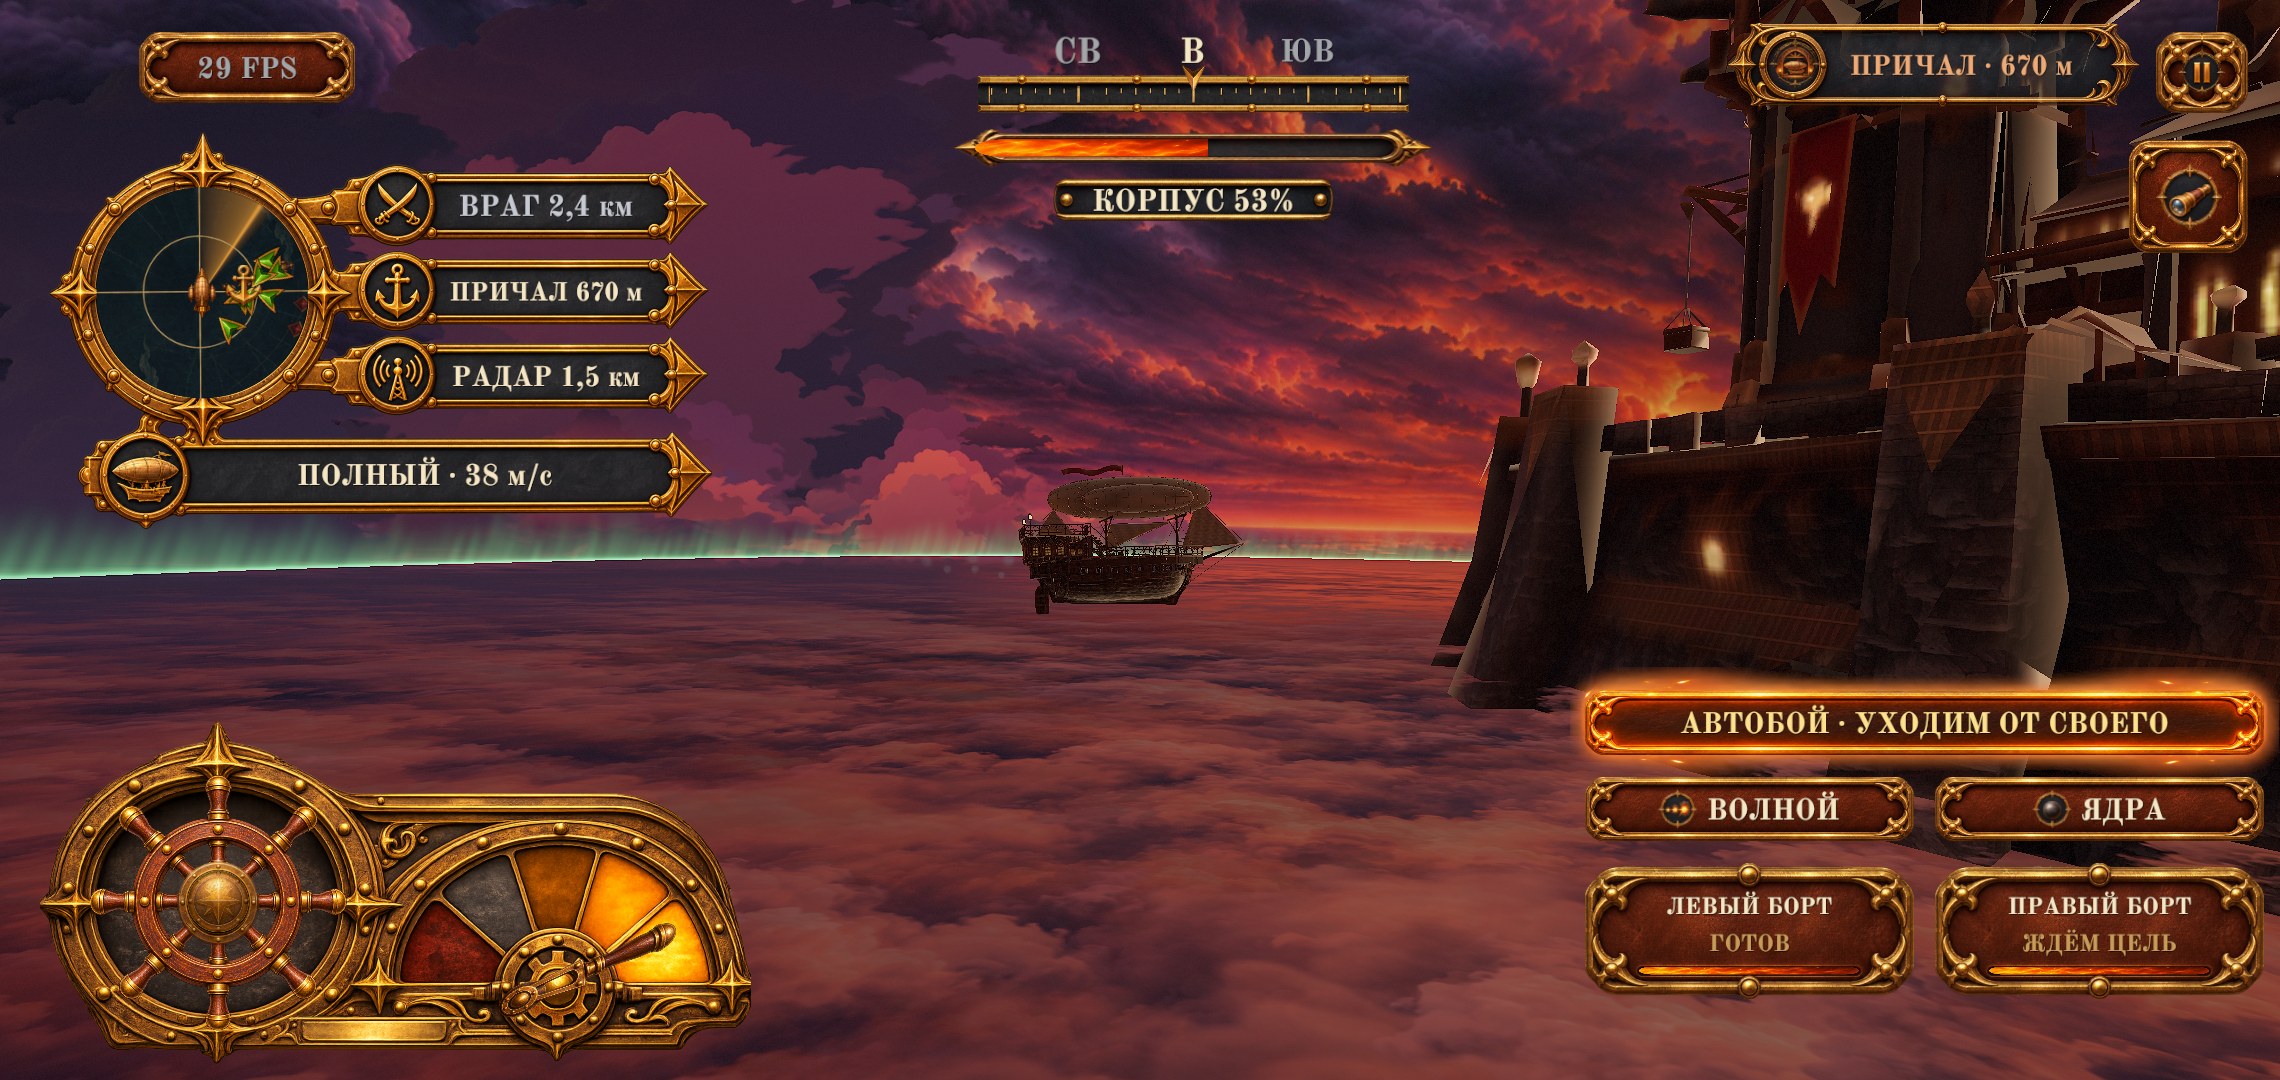 29 FPS
СВ В ЮВ
ПРИЧАЛ · 670 м
КОРПУС 53%
ВРАГ 2,4 км
ПРИЧАЛ 670 м
РАДАР 1,5 км
ПОЛНЫЙ · 38 м/с
АВТОБОЙ · УХОДИМ ОТ СВОЕГО
ВОЛНОЙ
ЯДРА
ЛЕВЫЙ БОРТ
ГОТОВ
ПРАВЫЙ БОРТ
ЖДЁМ ЦЕЛЬ